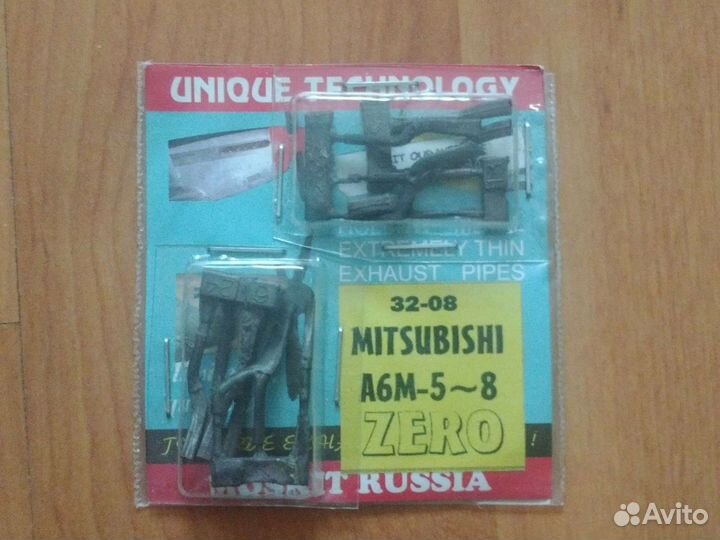 UNIQUE TECHNOLOGY
EXTREMELY THIN
EXHAUST PIPES
32-08
MITSUBISHI
A6M-5~8
ZERO
RUSSIA
Avito